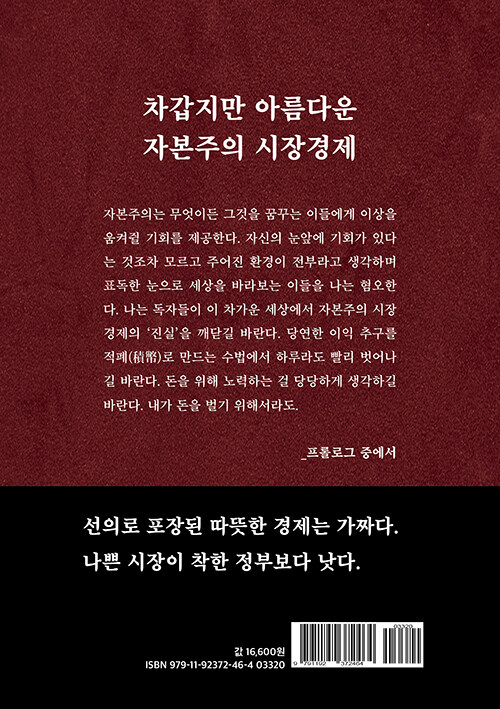 차갑지만 아름다운
자본주의 시장경제
자본주의는 무엇이든 그것을 꿈꾸는 이들에게 이상을
움켜쥘 기회를 제공한다. 자신의 눈앞에 기회가 있다
는 것조차 모르고 주어진 환경이 전부라고 생각하며
표독한 눈으로 세상을 바라보는 이들을 나는 혐오한
다. 나는 독자들이 이 차가운 세상에서 자본주의 시장
경제의 ‘진실’을 깨닫길 바란다. 당연한 이익 추구를
적폐(積幣)로 만드는 수법에서 하루라도 빨리 벗어나
길 바란다. 돈을 위해 노력하는 걸 당당하게 생각하길
바란다. 내가 돈을 벌기 위해서라도.
_프롤로그 중에서
선의로 포장된 따뜻한 경제는 가짜다.
나쁜 시장이 착한 정부보다 낫다.
03320
9 791192 372464
값 16,600원
ISBN 979-11-92372-46-4 03320